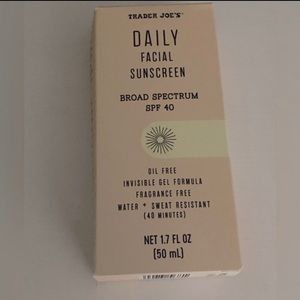 TRADER JOE'S
DAILY
FACIAL
SUNSCREEN
BROAD SPECTRUM
SPF 40
OIL FREE
INVISIBLE GEL FORMULA
FRAGRANCE FREE
WATER + SWEAT RESISTANT
(40 MINUTES)
NET 1.7 FL OZ
(50 mL)